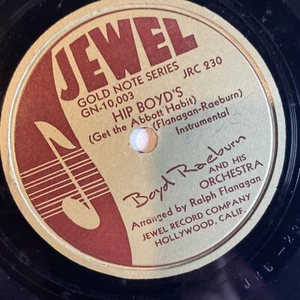 JEWEL
GOLD NOTE SERIES
GN-10,003 JRC 230
HIP BOYD'S
(Get the Abbott Habit)
(Flanagan-Raeburn)
Instrumental
Boyd Raeburn
AND HIS
ORCHESTRA
Arranged by Ralph Flanagan
JEWEL RECORD COMPANY
HOLLYWOOD, CALIF.